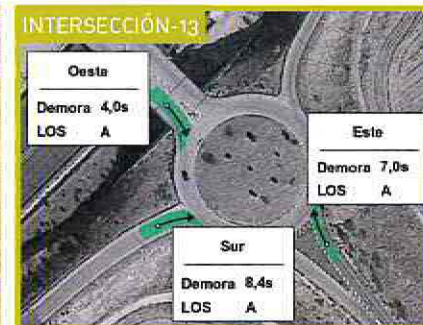 INTERSECCIÓN-13
Oeste
Demora 4,0s
LOS A
Este
Demora 7,0s
LOS A
Sur
Demora 8,4s
LOS A